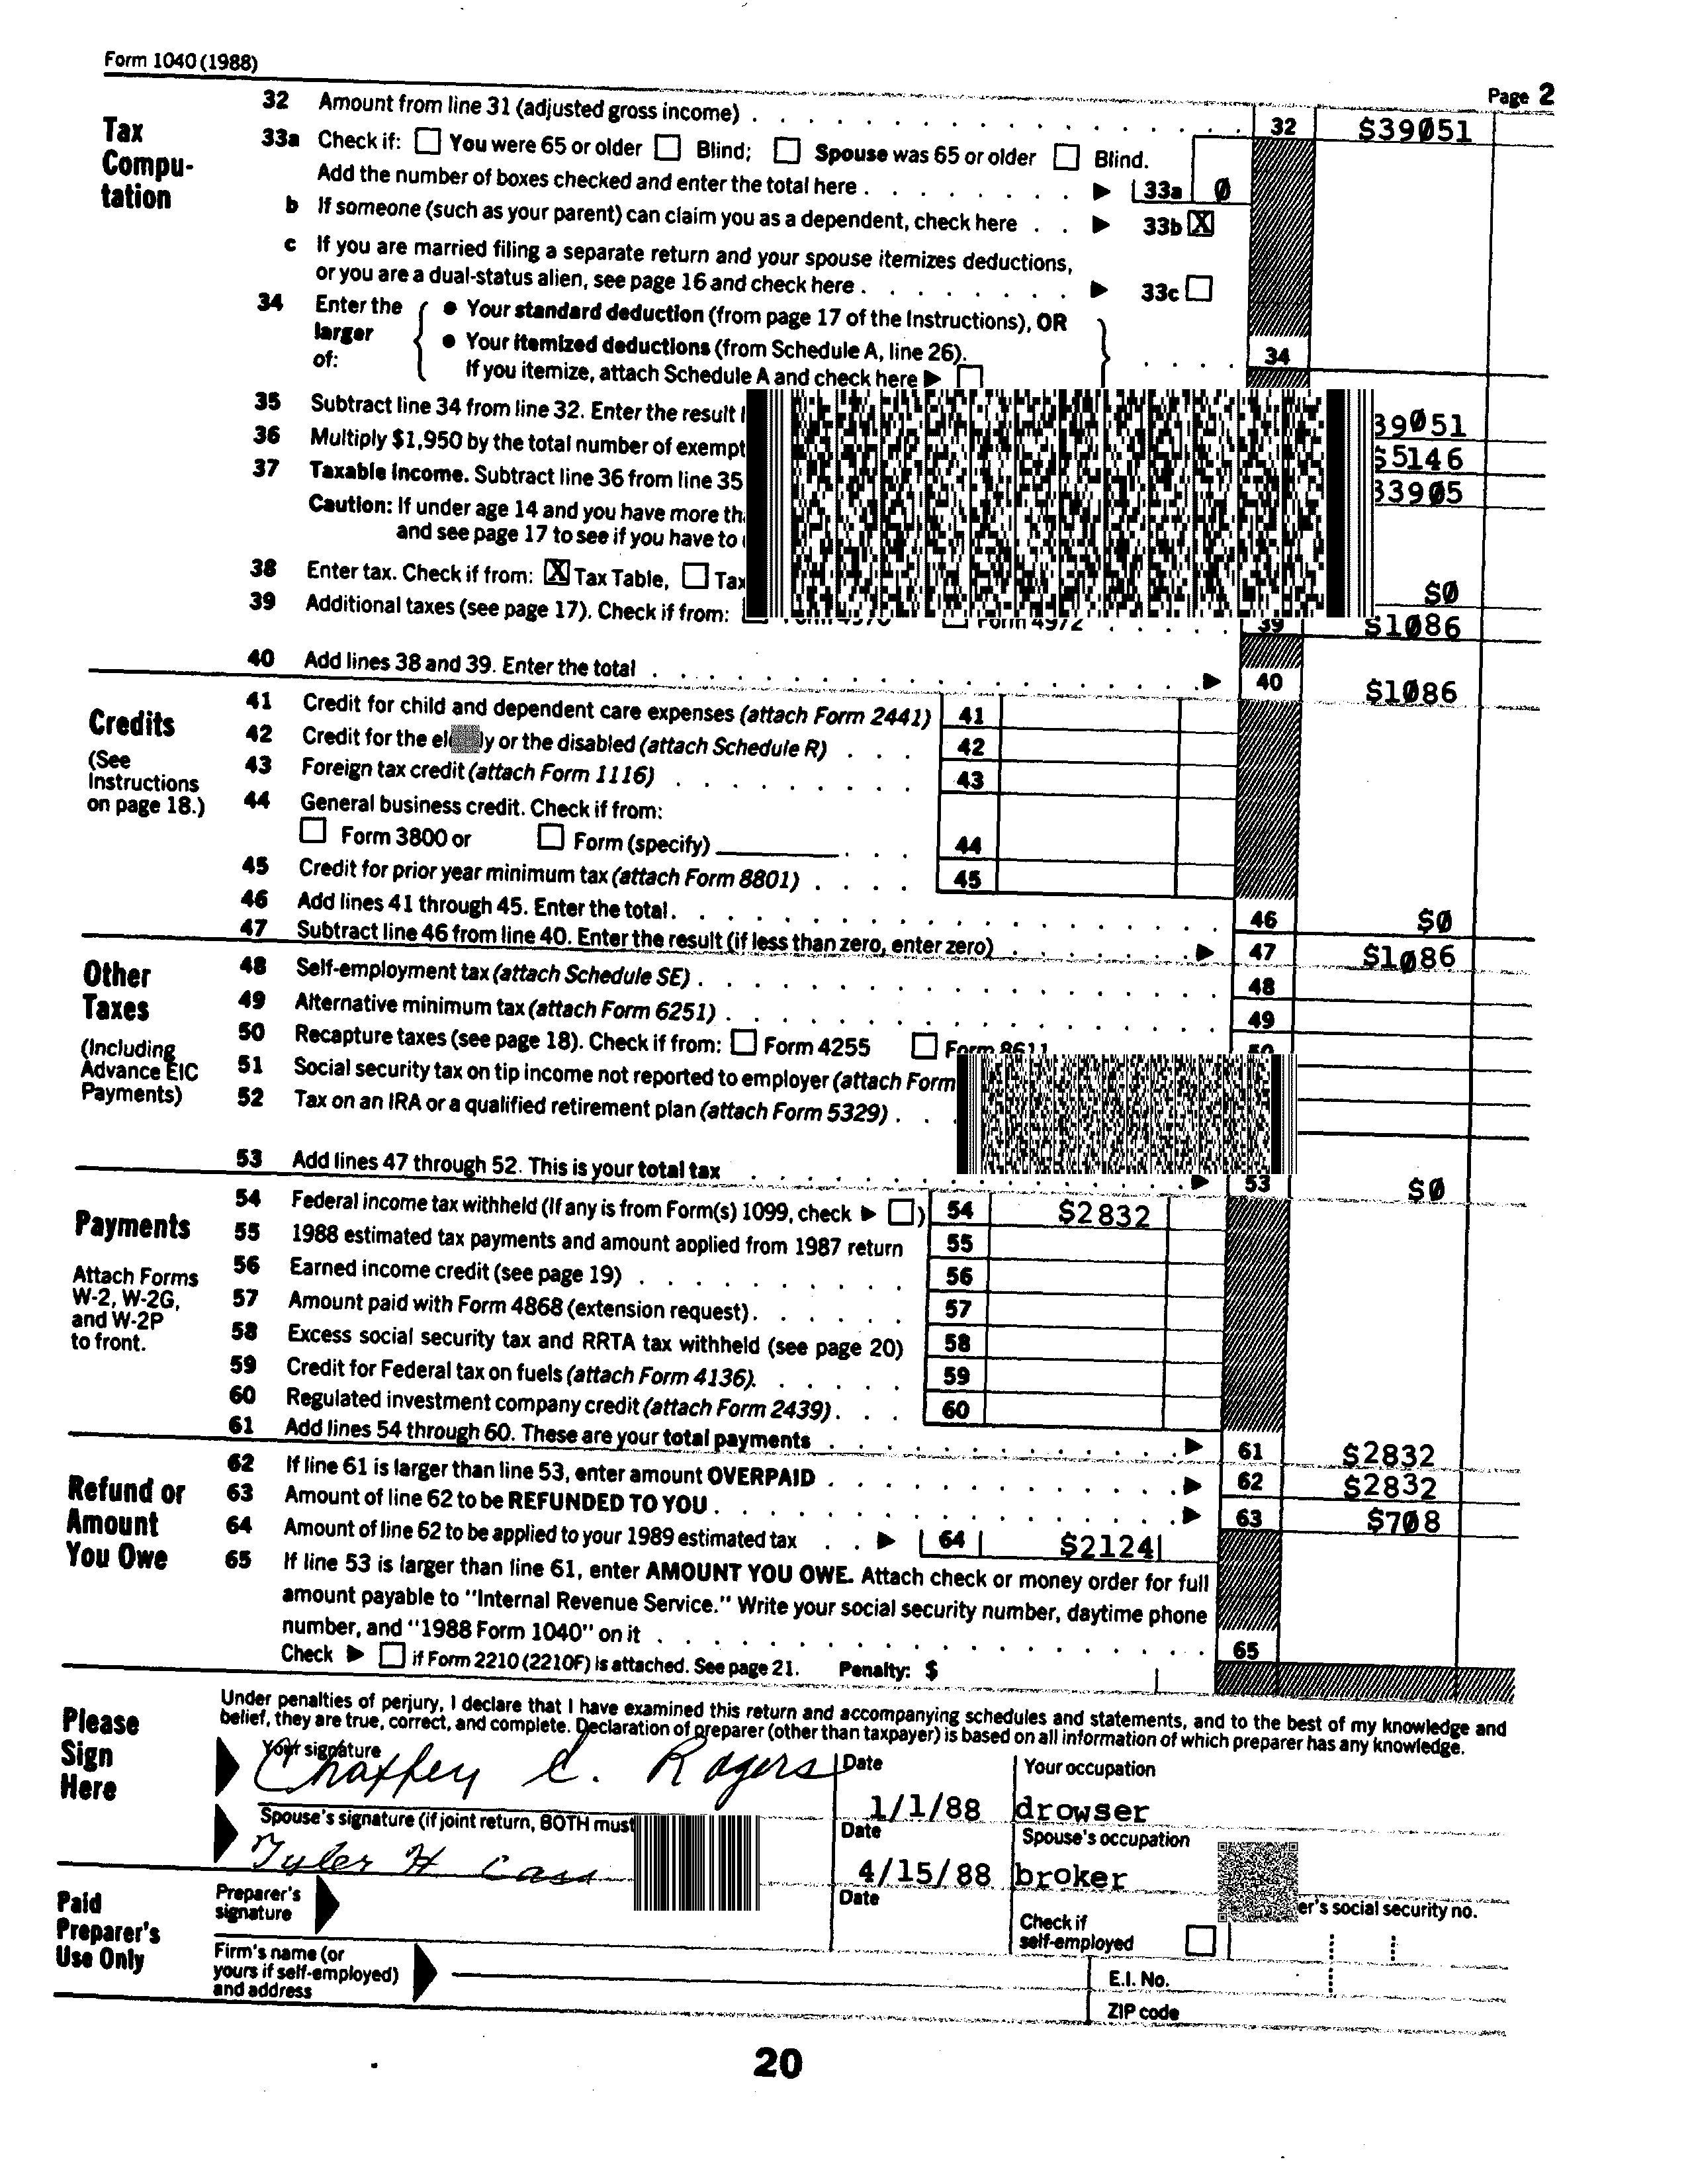 Form 1040 (1988)
Page 2
Tax
Compu-
tation
32 Amount from line 31 (adjusted gross income) . . . 32 $39051
33a Check if: You were 65 or older Blind; Spouse was 65 or older Blind.
Add the number of boxes checked and enter the total here . . . 33a 0
b If someone (such as your parent) can claim you as a dependent, check here . . 33b X
c If you are married filing a separate return and your spouse itemizes deductions,
or you are a dual-status alien, see page 16 and check here . . . 33c
34 Enter the larger of:
• Your standard deduction (from page 17 of the Instructions), OR
• Your itemized deductions (from Schedule A, line 26).
If you itemize, attach Schedule A and check here
34
35 Subtract line 34 from line 32. Enter the result 39051
36 Multiply $1,950 by the total number of exempt $5146
37 Taxable income. Subtract line 36 from line 35 33905
Caution: If under age 14 and you have more
and see page 17 to see if you have to
38 Enter tax. Check if from: X Tax Table, Tax $0
39 Additional taxes (see page 17). Check if from: Form 4972 . . . 39 $1086
40 Add lines 38 and 39. Enter the total . . . 40 $1086
Credits
(See
Instructions
on page 18.)
41 Credit for child and dependent care expenses (attach Form 2441) 41
42 Credit for the or the disabled (attach Schedule R) . . . 42
43 Foreign tax credit (attach Form 1116) . . . 43
44 General business credit. Check if from:
Form 3800 or Form (specify) . . . 44
45 Credit for prior year minimum tax (attach Form 8801) . . . 45
46 Add lines 41 through 45. Enter the total . . . 46 $0
47 Subtract line 46 from line 40. Enter the result (if less than zero, enter zero) . . . 47 $1086
Other
Taxes
(Including
Advance EIC
Payments)
48 Self-employment tax (attach Schedule SE) . . . 48
49 Alternative minimum tax (attach Form 6251) . . . 49
50 Recapture taxes (see page 18). Check if from: Form 4255 Form 8611 50
51 Social security tax on tip income not reported to employer (attach Form
52 Tax on an IRA or a qualified retirement plan (attach Form 5329) . .
53 Add lines 47 through 52. This is your total tax . . . 53 $0
Payments
Attach Forms
W-2, W-2G,
and W-2P
to front.
54 Federal income tax withheld (If any is from Form(s) 1099, check ) 54 $2832
55 1988 estimated tax payments and amount applied from 1987 return 55
56 Earned income credit (see page 19) . . . 56
57 Amount paid with Form 4868 (extension request) . . . 57
58 Excess social security tax and RRTA tax withheld (see page 20) 58
59 Credit for Federal tax on fuels (attach Form 4136) . . . 59
60 Regulated investment company credit (attach Form 2439) . . . 60
61 Add lines 54 through 60. These are your total payments . . . 61 $2832
Refund or
Amount
You Owe
62 If line 61 is larger than line 53, enter amount OVERPAID . . . 62 $2832
63 Amount of line 62 to be REFUNDED TO YOU . . . 63 $708
64 Amount of line 62 to be applied to your 1989 estimated tax . . 64 $2124
65 If line 53 is larger than line 61, enter AMOUNT YOU OWE. Attach check or money order for full
amount payable to "Internal Revenue Service." Write your social security number, daytime phone
number, and "1988 Form 1040" on it . . . 65
Check if Form 2210 (2210F) is attached. See page 21. Penalty: $
Please
Sign
Here
Under penalties of perjury, I declare that I have examined this return and accompanying schedules and statements, and to the best of my knowledge and
belief, they are true, correct, and complete. Declaration of preparer (other than taxpayer) is based on all information of which preparer has any knowledge.
Your signature Date Your occupation
Chaffey C. Rogers 1/1/88 drowser
Spouse's signature (if joint return, BOTH must Date Spouse's occupation
Tyler H Cass 4/15/88 broker
Paid
Preparer's
Use Only
Preparer's
signature
Date
Check if
self-employed
social security no.
Firm's name (or
yours if self-employed)
and address
E.I. No.
ZIP code
20